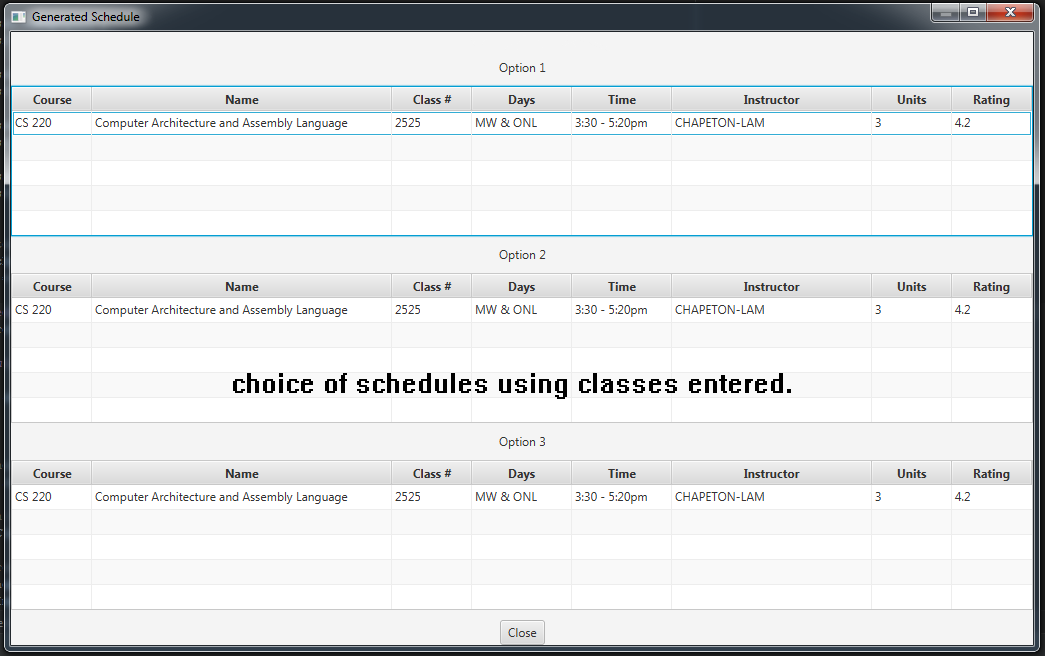 Generated Schedule
Option 1
Course Name Class # Days Time Instructor Units Rating
CS 220 Computer Architecture and Assembly Language 2525 MW & ONL 3:30 - 5:20pm CHAPETON-LAM 3 4.2
Option 2
Course Name Class # Days Time Instructor Units Rating
CS 220 Computer Architecture and Assembly Language 2525 MW & ONL 3:30 - 5:20pm CHAPETON-LAM 3 4.2
choice of schedules using classes entered.
Option 3
Course Name Class # Days Time Instructor Units Rating
CS 220 Computer Architecture and Assembly Language 2525 MW & ONL 3:30 - 5:20pm CHAPETON-LAM 3 4.2
Close